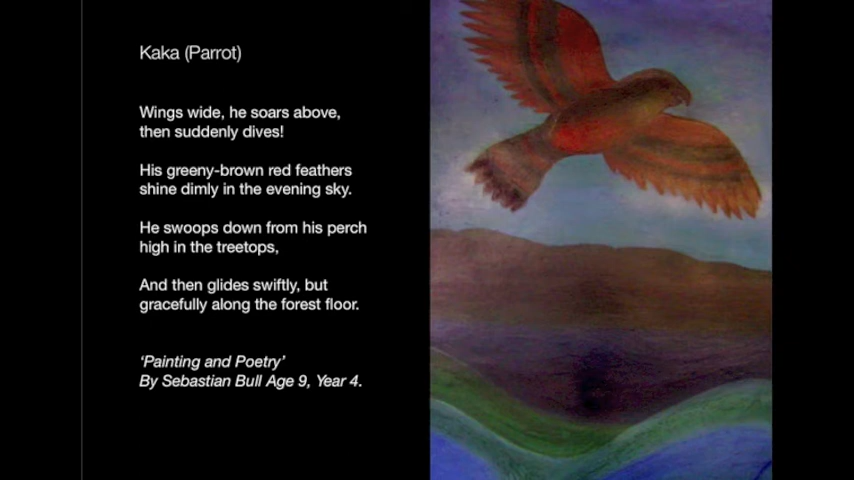 Kaka (Parrot)
Wings wide, he soars above,
then suddenly dives!
His greeny-brown red feathers
shine dimly in the evening sky.
He swoops down from his perch
high in the treetops,
And then glides swiftly, but
gracefully along the forest floor.
‘Painting and Poetry’
By Sebastian Bull Age 9, Year 4.